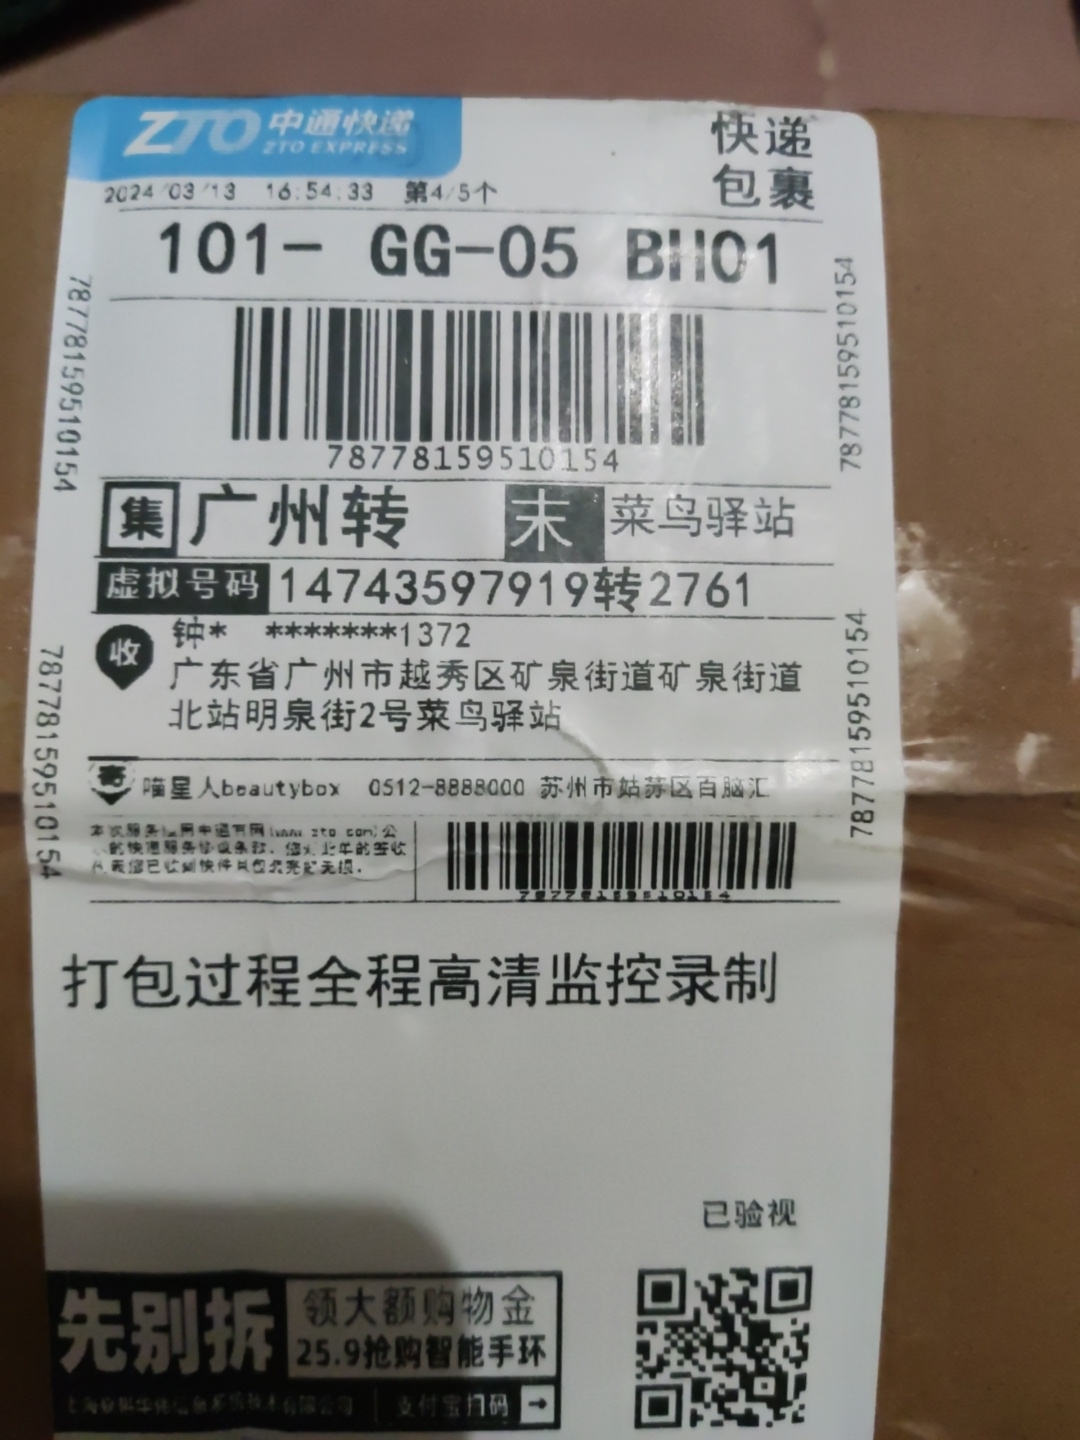 ZTO 中通快递
ZTO EXPRESS
快递
包裹
2024/03/13 16:54:33 第4/5个
101- GG-05 BH01
78778159510154
78778159510154
78778159510154
集 广州转 末 菜鸟驿站
虚拟号码 14743597919转2761
收 钟* *******1372
广东省广州市越秀区矿泉街道矿泉街道
北站明泉街2号菜鸟驿站
78778159510154
78778159510154
寄 喵星人beautybox 0512-8888000 苏州市姑苏区百脑汇
78778159510154
打包过程全程高清监控录制
已验视
先别拆
领大额购物金
25.9抢购智能手环
支付宝扫码 →